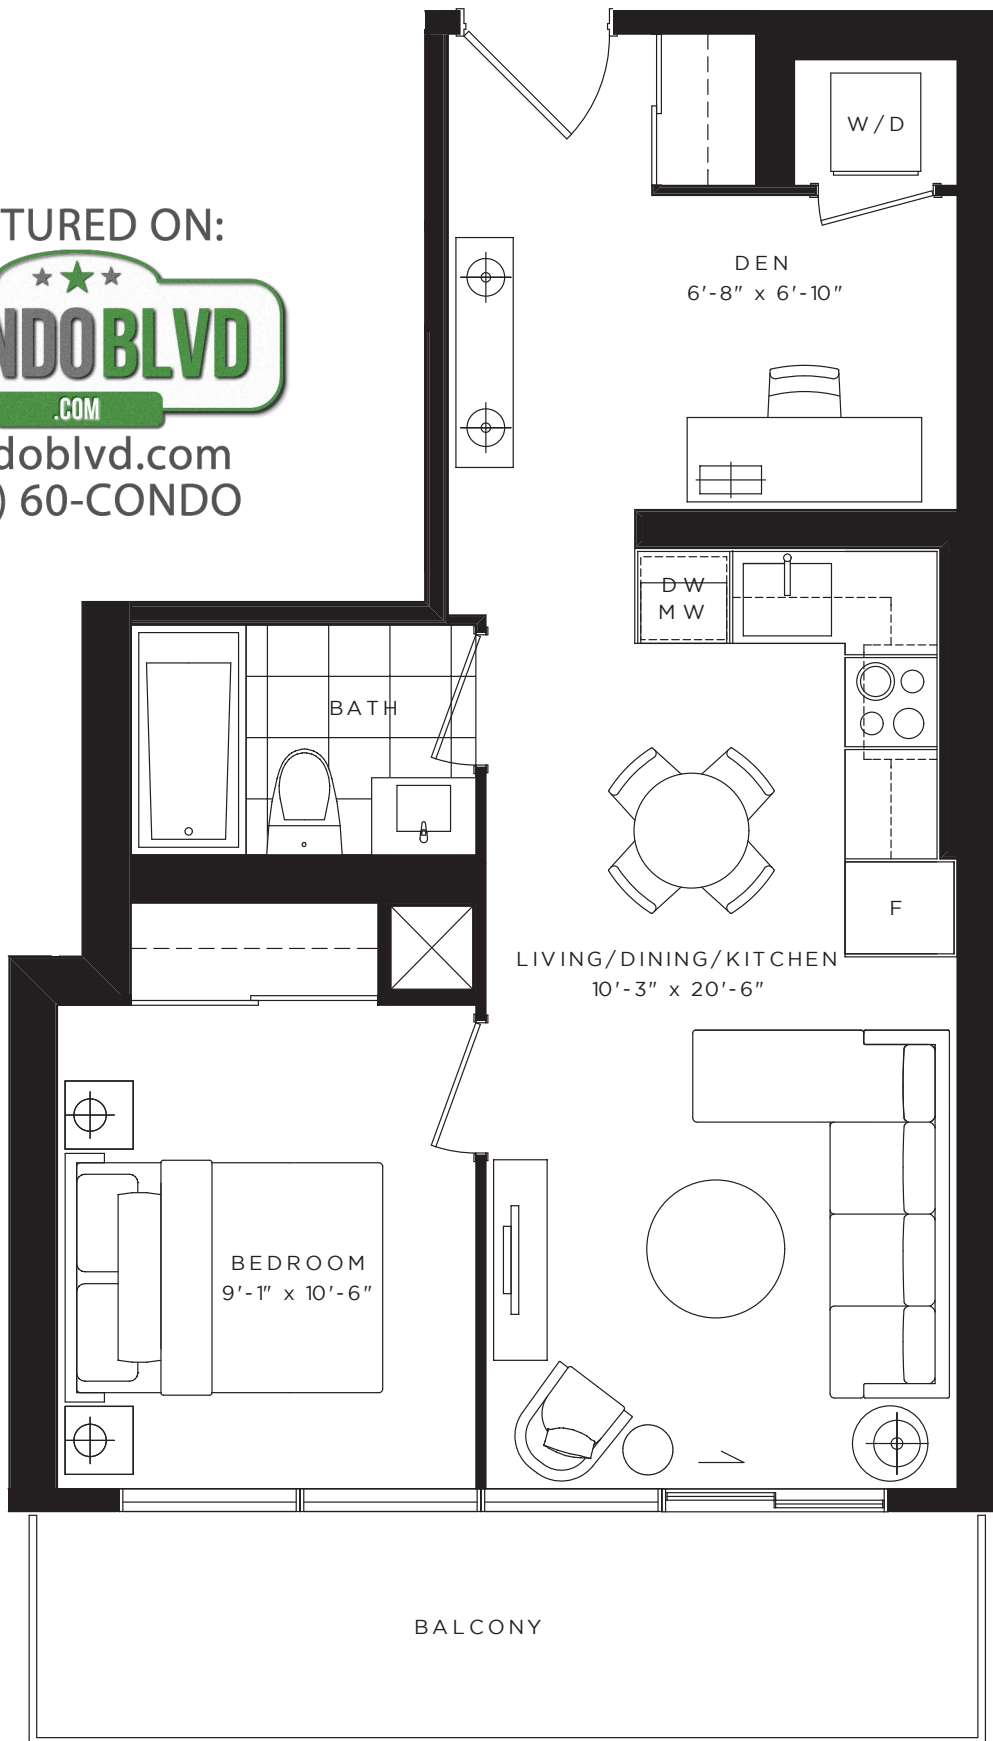 W/D
TURED ON:
DEN
6'-8" x 6'-10"
NDOBLVD
.COM
doblvd.com
) 60-CONDO
DW
MW
BATH
F
LIVING/DINING/KITCHEN
10'-3" x 20'-6"
BEDROOM
9'-1" x 10'-6"
BALCONY